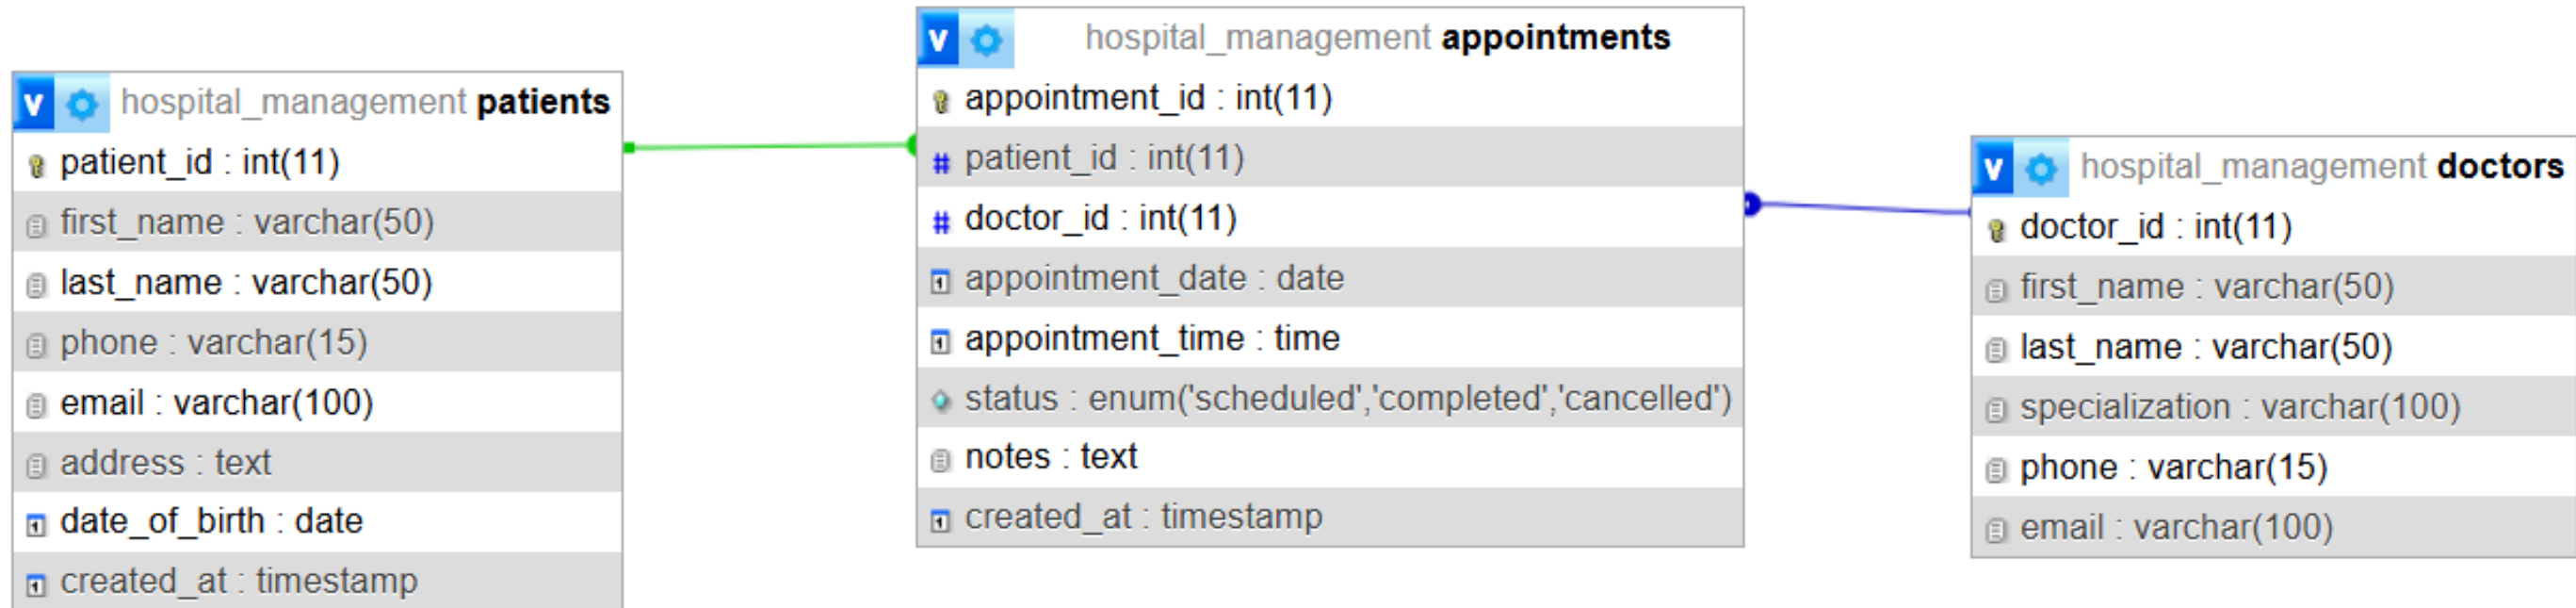 v hospital_management patients
patient_id : int(11)
first_name : varchar(50)
last_name : varchar(50)
phone : varchar(15)
email : varchar(100)
address : text
date_of_birth : date
created_at : timestamp
v hospital_management appointments
appointment_id : int(11)
# patient_id : int(11)
# doctor_id : int(11)
appointment_date : date
appointment_time : time
status : enum('scheduled','completed','cancelled')
notes : text
created_at : timestamp
v hospital_management doctors
doctor_id : int(11)
first_name : varchar(50)
last_name : varchar(50)
specialization : varchar(100)
phone : varchar(15)
email : varchar(100)